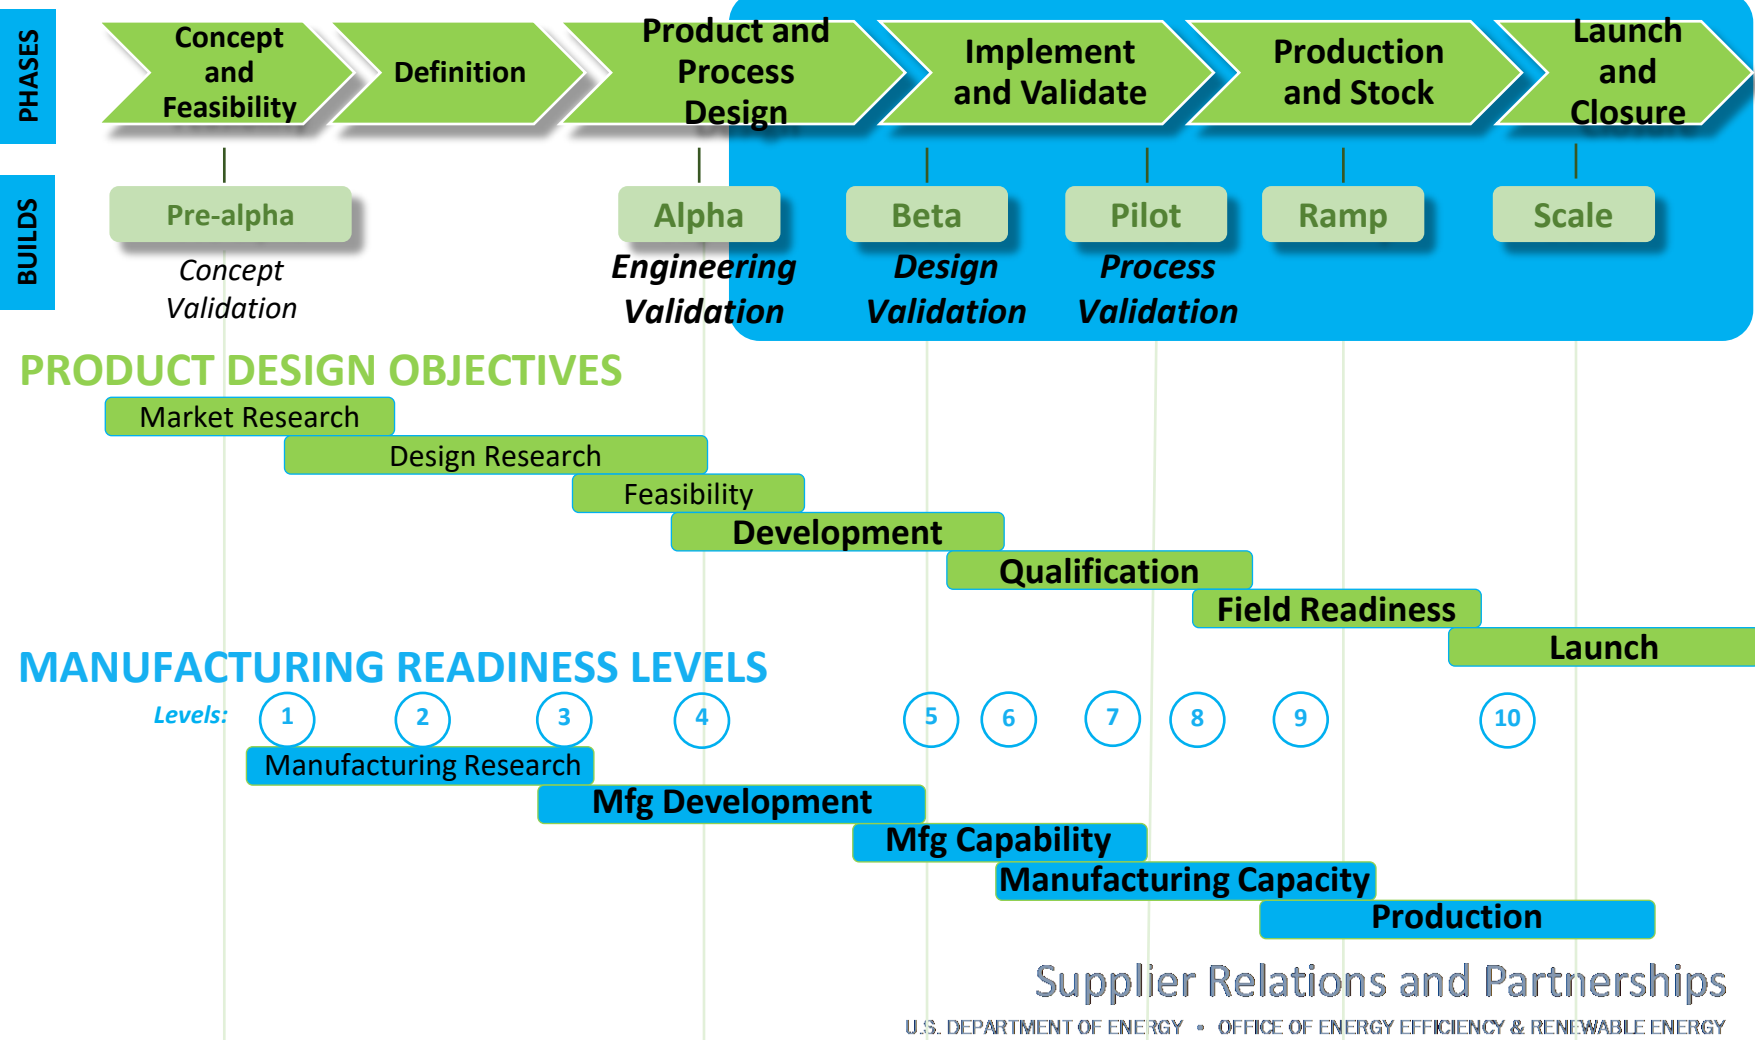 PHASES
Concept
and
Feasibility
Definition
Product and
Process
Design
Implement
and Validate
Production
and Stock
Launch
and
Closure
BUILDS
Pre-alpha
Alpha
Beta
Pilot
Ramp
Scale
Concept
Validation
Engineering
Validation
Design
Validation
Process
Validation
PRODUCT DESIGN OBJECTIVES
Market Research
Design Research
Feasibility
Development
Qualification
Field Readiness
Launch
MANUFACTURING READINESS LEVELS
Levels: 1 2 3 4 5 6 7 8 9 10
Manufacturing Research
Mfg Development
Mfg Capability
Manufacturing Capacity
Production
Supplier Relations and Partnerships
U.S. DEPARTMENT OF ENERGY • OFFICE OF ENERGY EFFICIENCY & RENEWABLE ENERGY